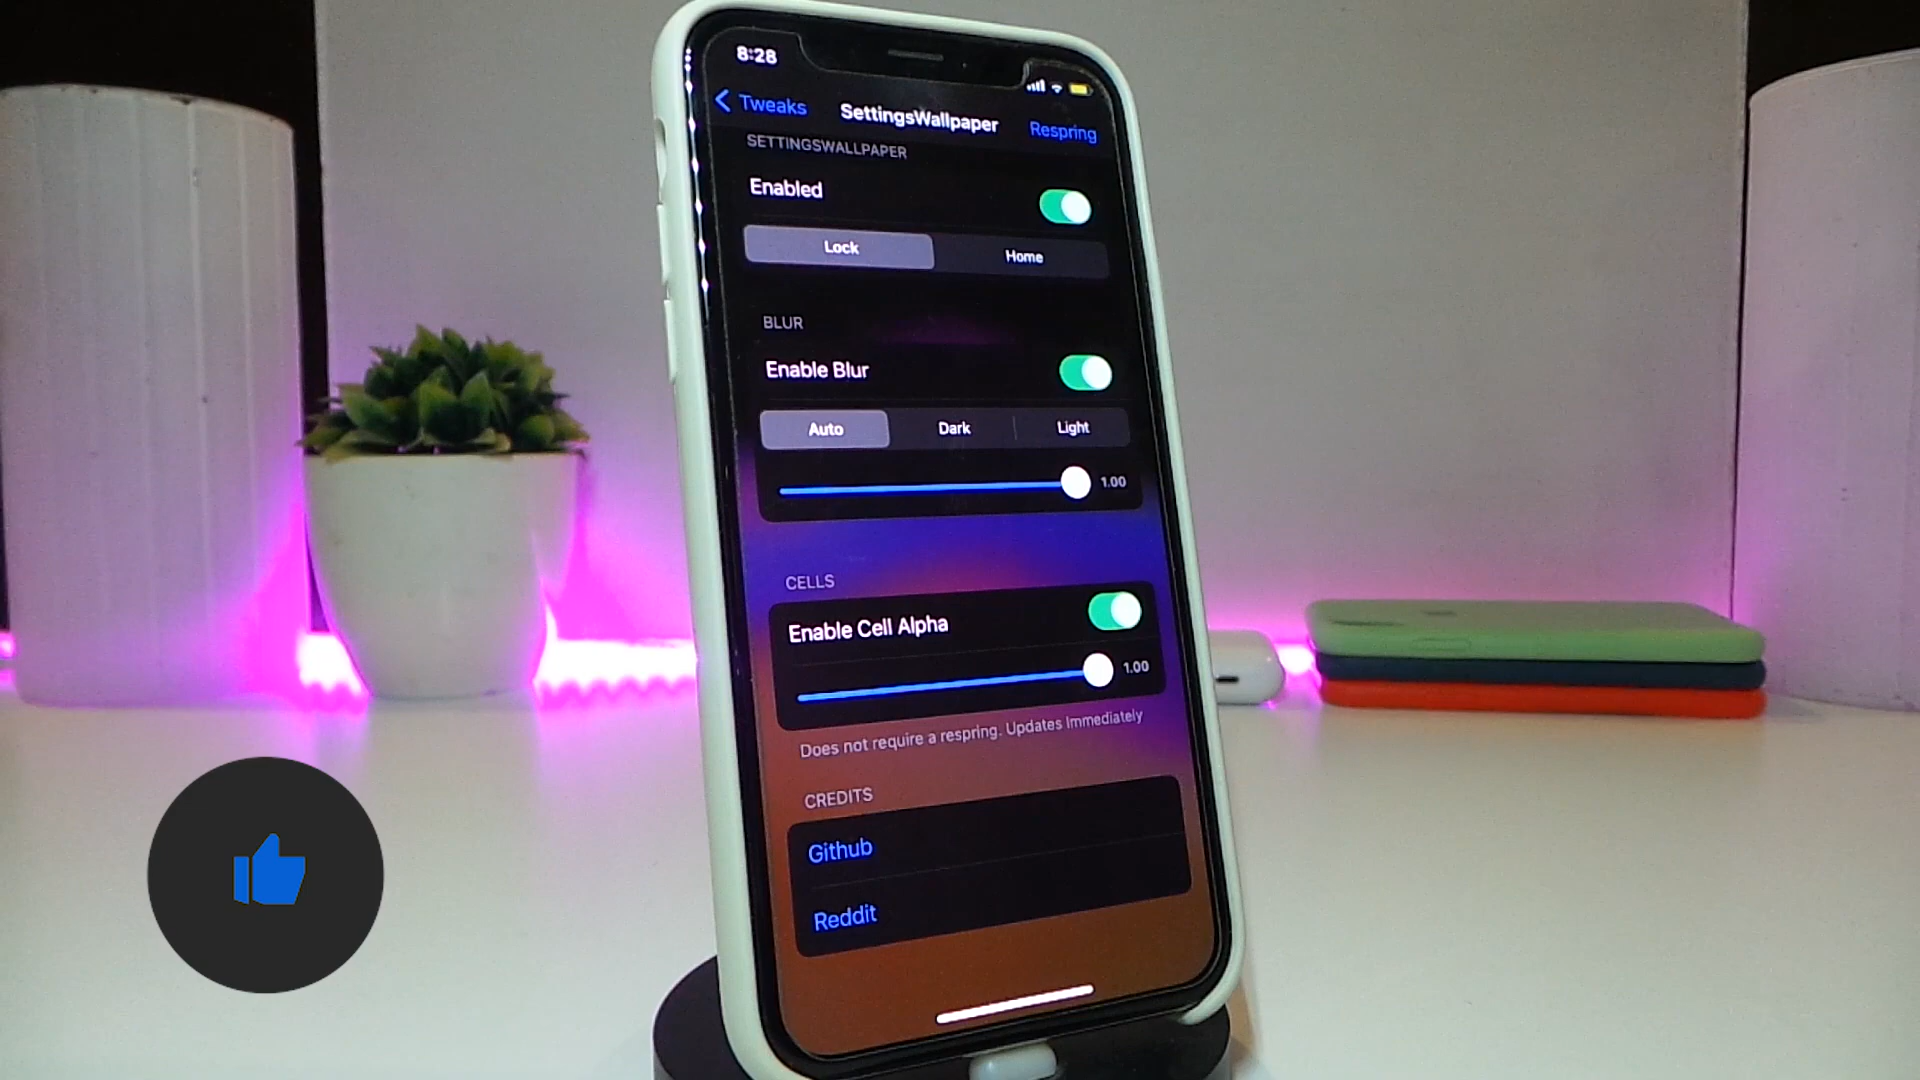 8:28
Tweaks SettingsWallpaper Respring
SETTINGSWALLPAPER
Enabled
Lock Home
BLUR
Enable Blur
Auto Dark Light
1.00
CELLS
Enable Cell Alpha
1.00
Does not require a respring. Updates Immediately
CREDITS
Github
Reddit